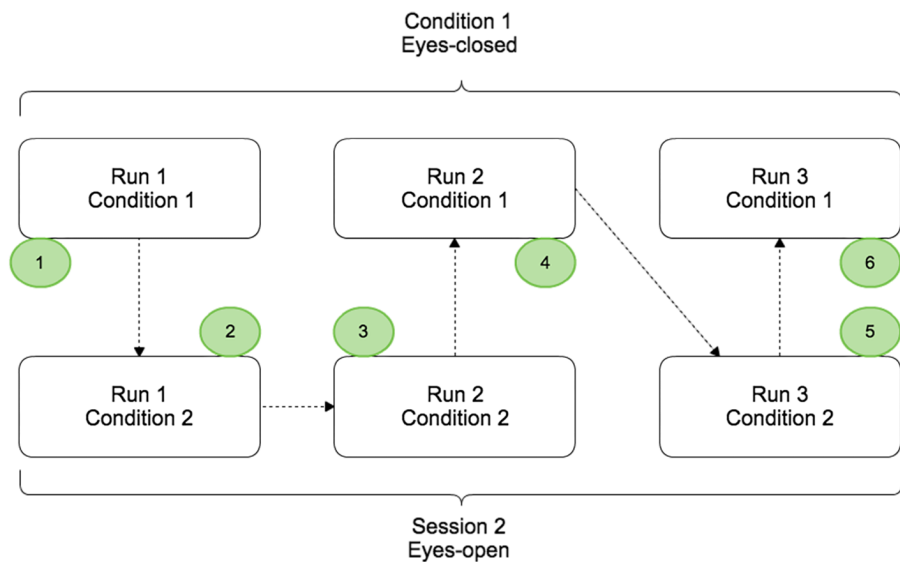 Condition 1
Eyes-closed
Run 1
Condition 1
Run 2
Condition 1
Run 3
Condition 1
1
4
6
2
3
5
Run 1
Condition 2
Run 2
Condition 2
Run 3
Condition 2
Session 2
Eyes-open